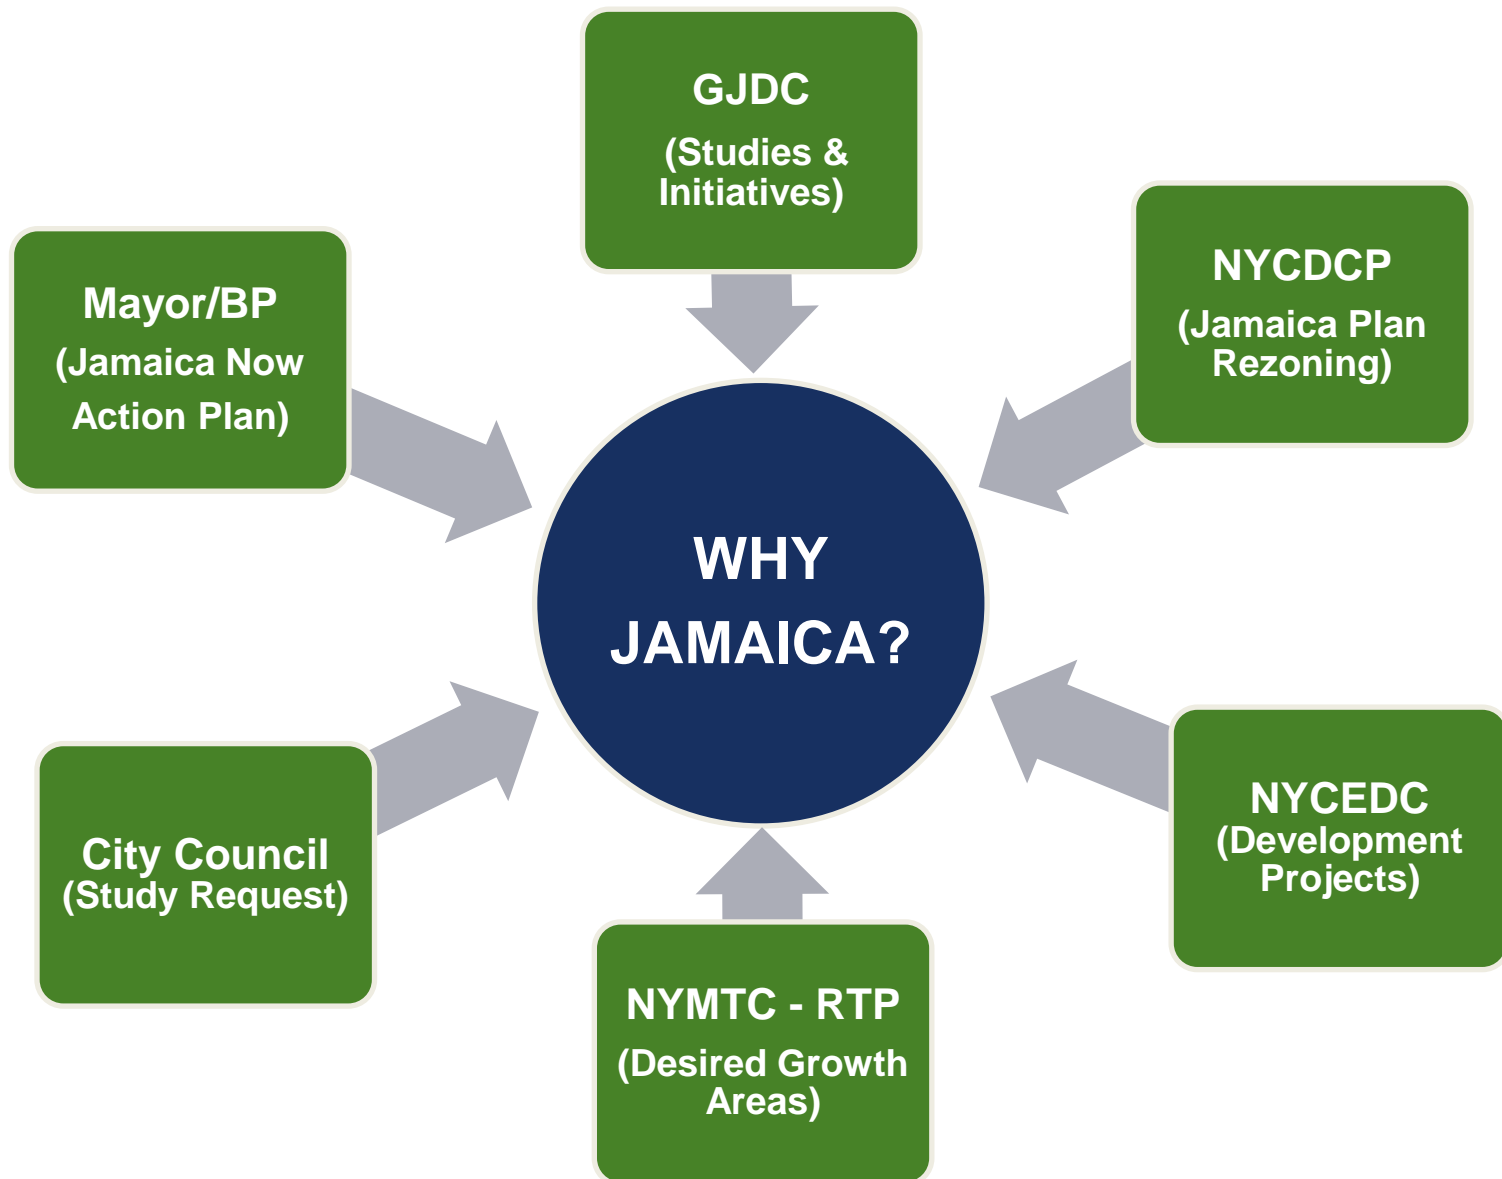 GJDC
(Studies &
Initiatives)
NYCDCP
(Jamaica Plan
Rezoning)
Mayor/BP
(Jamaica Now
Action Plan)
WHY
JAMAICA?
NYCEDC
(Development
Projects)
City Council
(Study Request)
NYMTC - RTP
(Desired Growth
Areas)